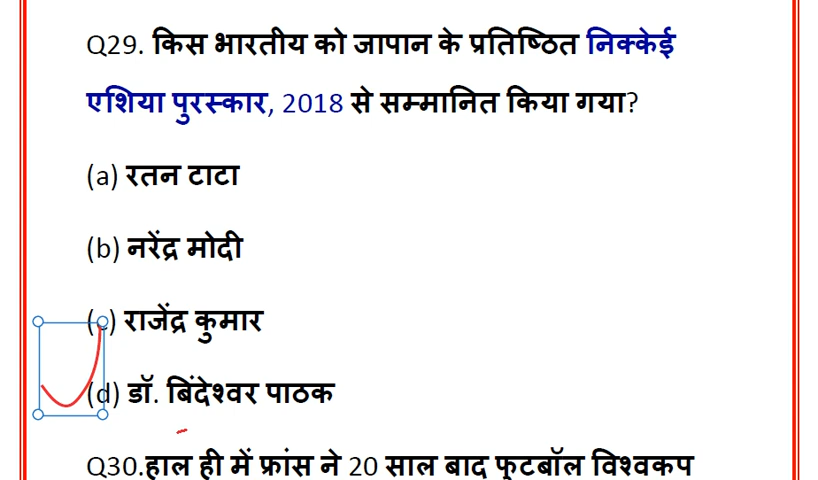 Q29. किस भारतीय को जापान के प्रतिष्ठित निक्केई
एशिया पुरस्कार, 2018 से सम्मानित किया गया?
(a) रतन टाटा
(b) नरेंद्र मोदी
(c) राजेंद्र कुमार
(d) डॉ. बिंदेश्वर पाठक
Q30.हाल ही में फ्रांस ने 20 साल बाद फुटबॉल विश्वकप